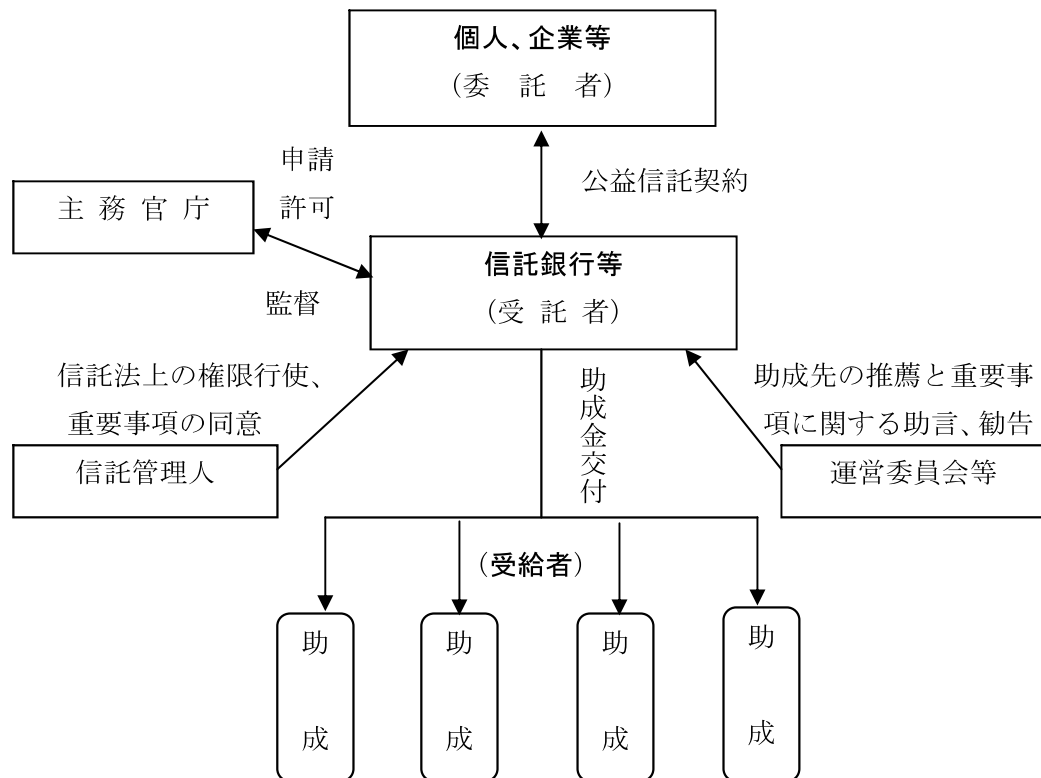 個人、企業等
（委　託　者）
申請
許可
公益信託契約
主 務 官 庁
監督
信託銀行等
（受 託 者）
信託法上の権限行使、
重要事項の同意
信託管理人
助成先の推薦と重要事
項に関する助言、勧告
運営委員会等
助成金交付
（受給者）
助成
助成
助成
助成